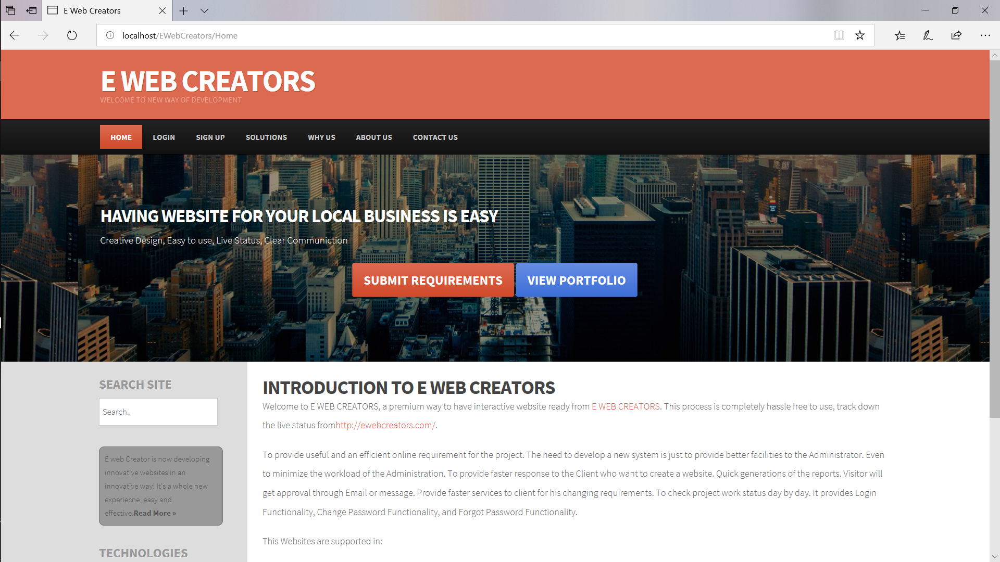 E Web Creators
localhost/EWebCreators/Home
E WEB CREATORS
WELCOME TO NEW WAY OF DEVELOPMENT
HOME LOGIN SIGN UP SOLUTIONS WHY US ABOUT US CONTACT US
HAVING WEBSITE FOR YOUR LOCAL BUSINESS IS EASY
Creative Design, Easy to use, Live Status, Clear Communiction
SUBMIT REQUIREMENTS VIEW PORTFOLIO
SEARCH SITE
Search..
E web Creator is now developing
innovative websites in an
innovative way! It's a whole new
experiecne, easy and
effective.Read More »
TECHNOLOGIES
INTRODUCTION TO E WEB CREATORS
Welcome to E WEB CREATORS, a premium way to have interactive website ready from E WEB CREATORS. This process is completely hassle free to use, track down
the live status fromhttp://ewebcreators.com/.
To provide useful and an efficient online requirement for the project. The need to develop a new system is just to provide better facilities to the Administrator. Even
to minimize the workload of the Administration. To provide faster response to the Client who want to create a website. Quick generations of the reports. Visitor will
get approval through Email or message. Provide faster services to client for his changing requirements. To check project work status day by day. It provides Login
Functionality, Change Password Functionality, and Forgot Password Functionality.
This Websites are supported in: